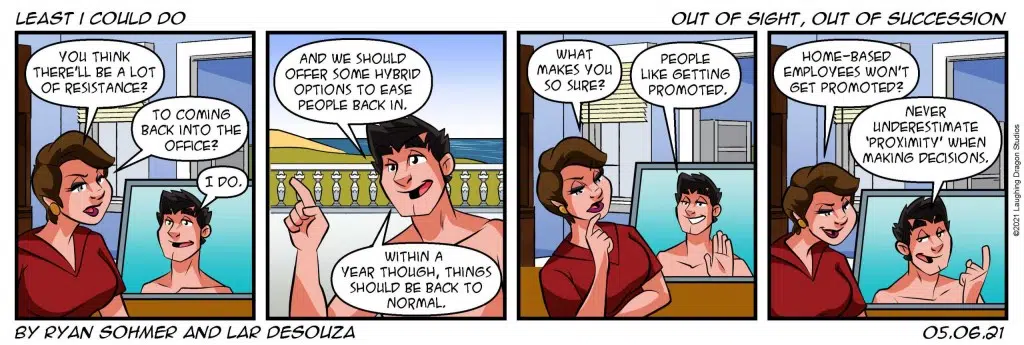 LEAST I COULD DO
OUT OF SIGHT, OUT OF SUCCESSION
YOU THINK
THERE'LL BE A LOT
OF RESISTANCE?
TO COMING
BACK INTO THE
OFFICE?
I DO.
AND WE SHOULD
OFFER SOME HYBRID
OPTIONS TO EASE
PEOPLE BACK IN.
WITHIN A
YEAR THOUGH, THINGS
SHOULD BE BACK TO
NORMAL.
WHAT
MAKES YOU
SO SURE?
PEOPLE
LIKE GETTING
PROMOTED.
HOME-BASED
EMPLOYEES WON'T
GET PROMOTED?
NEVER
UNDERESTIMATE
'PROXIMITY' WHEN
MAKING DECISIONS.
©2021 Laughing Dragon Studios
BY RYAN SOHMER AND LAR DESOUZA
05.06.21